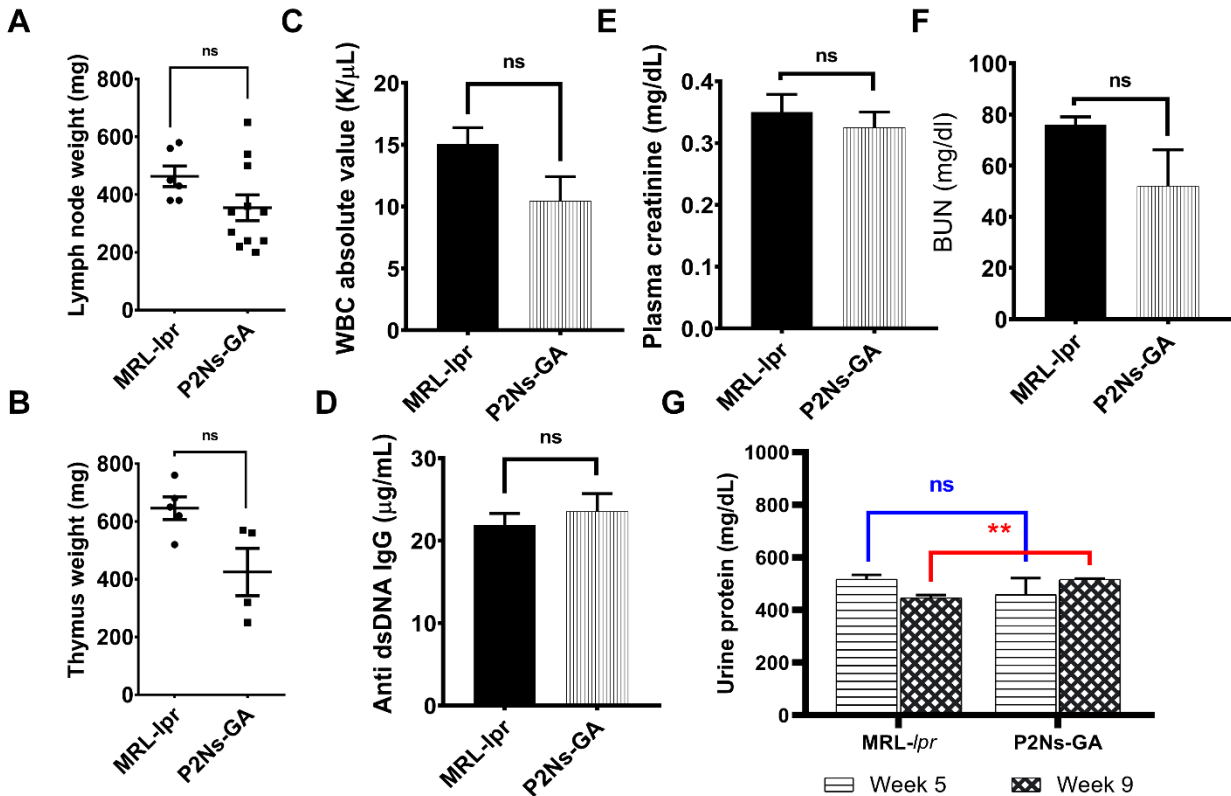 A
Lymph node weight (mg)
ns
800
600
400
200
0
MRL-lpr
P2Ns-GA
C
WBC absolute value (K/μL)
ns
20
15
10
5
0
MRL-lpr
P2Ns-GA
E
Plasma creatinine (mg/dL)
ns
0.4
0.3
0.2
0.1
0.0
MRL-lpr
P2Ns-GA
F
BUN (mg/dl)
ns
100
80
60
40
20
0
MRL-lpr
P2Ns-GA
B
Thymus weight (mg)
ns
800
600
400
200
0
MRL-lpr
P2Ns-GA
D
Anti dsDNA IgG (μg/mL)
ns
30
20
10
0
MRL-lpr
P2Ns-GA
G
Urine protein (mg/dL)
ns
**
1000
800
600
400
200
0
MRL-lpr
P2Ns-GA
Week 5
Week 9